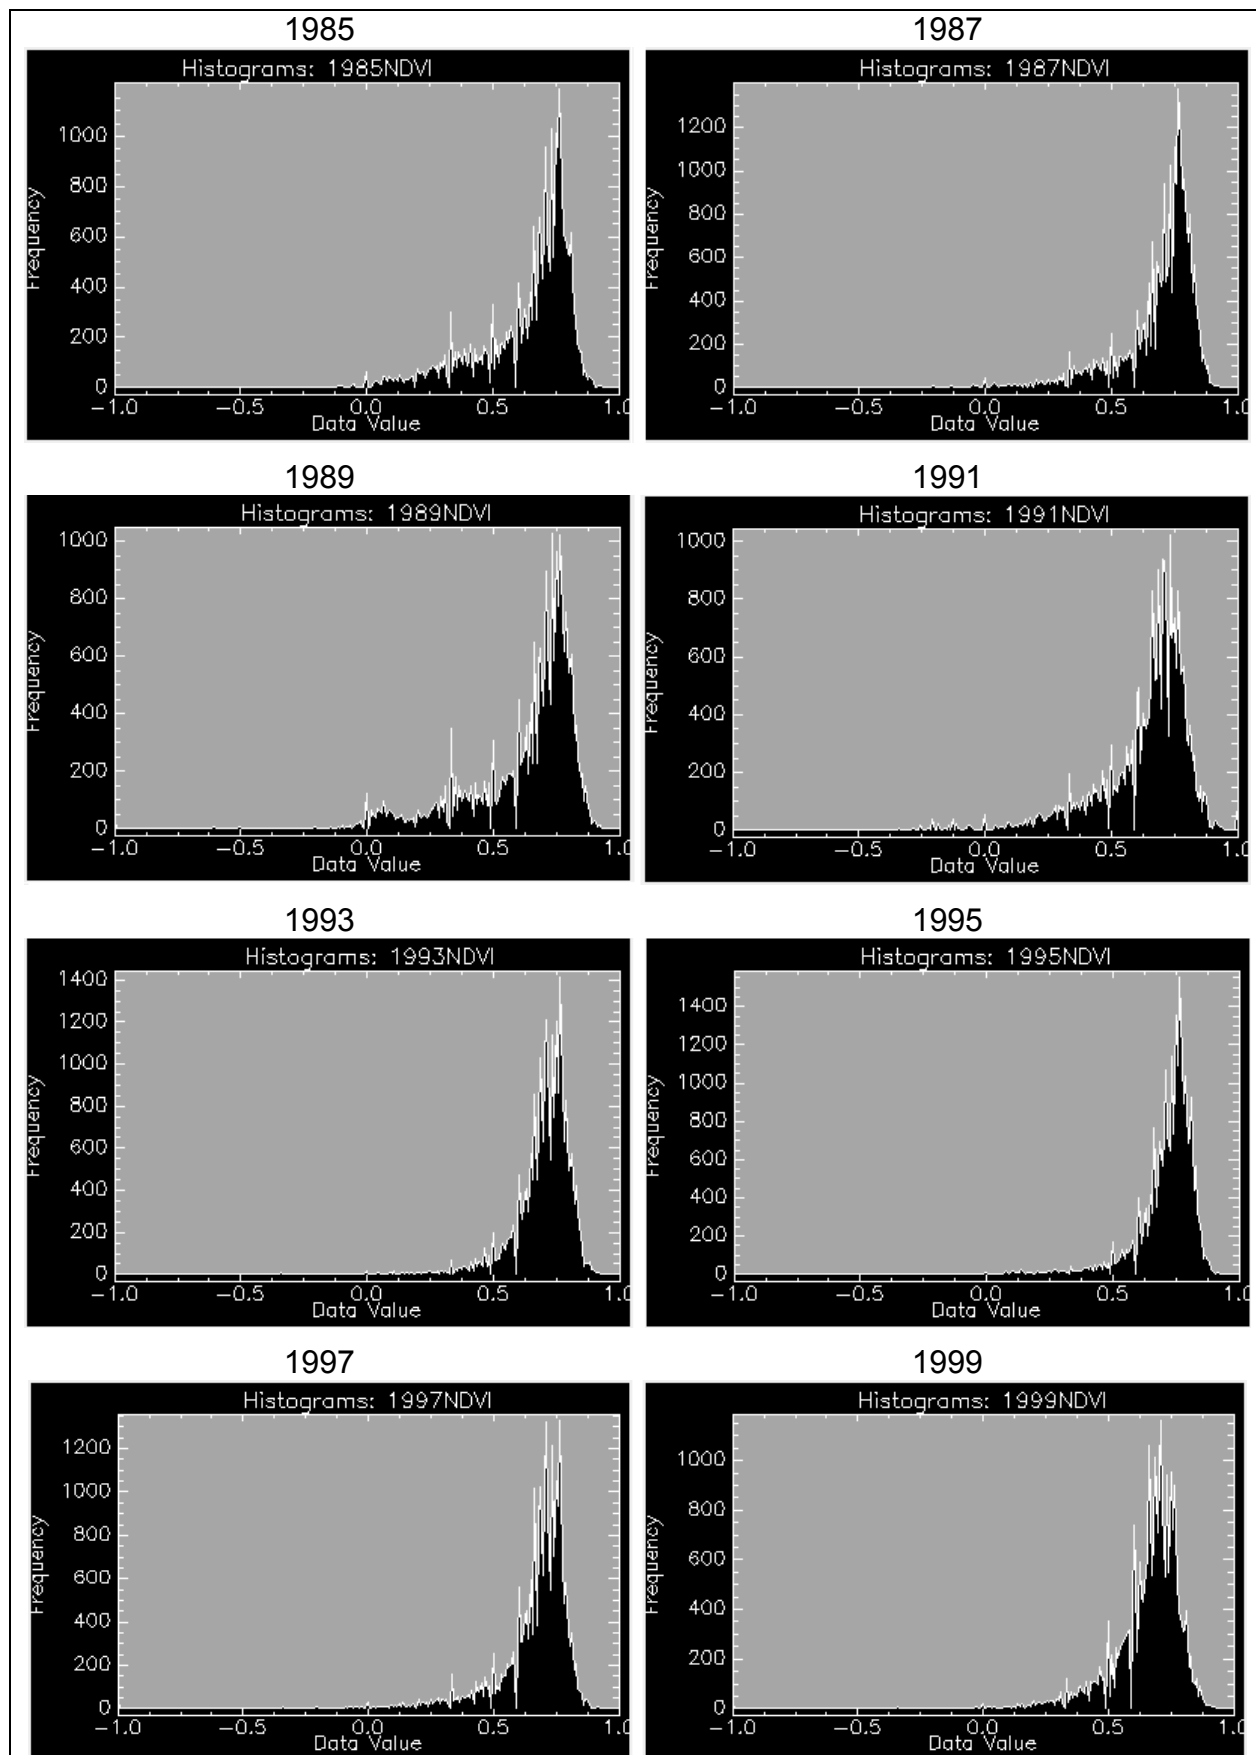 1985
Histograms: 1985NDVI
Frequency
1000
800
600
400
200
0
−1.0 −0.5 0.0 0.5 1.0
Data Value
1987
Histograms: 1987NDVI
Frequency
1200
1000
800
600
400
200
0
−1.0 −0.5 0.0 0.5 1.0
Data Value
1989
Histograms: 1989NDVI
Frequency
1000
800
600
400
200
0
−1.0 −0.5 0.0 0.5 1.0
Data Value
1991
Histograms: 1991NDVI
Frequency
1000
800
600
400
200
0
−1.0 −0.5 0.0 0.5 1.0
Data Value
1993
Histograms: 1993NDVI
Frequency
1400
1200
1000
800
600
400
200
0
−1.0 −0.5 0.0 0.5 1.0
Data Value
1995
Histograms: 1995NDVI
Frequency
1400
1200
1000
800
600
400
200
0
−1.0 −0.5 0.0 0.5 1.0
Data Value
1997
Histograms: 1997NDVI
Frequency
1200
1000
800
600
400
200
0
−1.0 −0.5 0.0 0.5 1.0
Data Value
1999
Histograms: 1999NDVI
Frequency
1000
800
600
400
200
0
−1.0 −0.5 0.0 0.5 1.0
Data Value